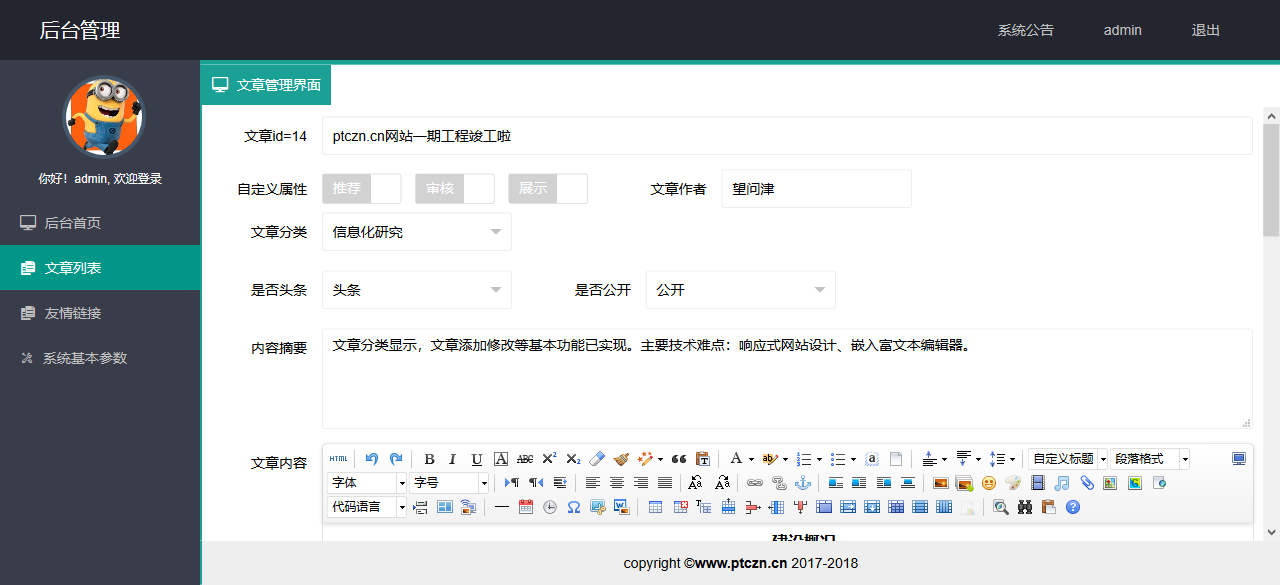 后台管理
系统公告 admin 退出
你好！admin, 欢迎登录
后台首页
文章列表
友情链接
系统基本参数
文章管理界面
文章id=14 ptczn.cn网站一期工程竣工啦
自定义属性 推荐 审核 展示 文章作者 望问津
文章分类 信息化研究
是否头条 头条 是否公开 公开
内容摘要 文章分类显示，文章添加修改等基本功能已实现。主要技术难点：响应式网站设计、嵌入富文本编辑器。
文章内容
HTML B I U A ABC X² X₂ A ab a 自定义标题 段落格式
字体 字号
代码语言
建设概况
copyright ©www.ptczn.cn 2017-2018